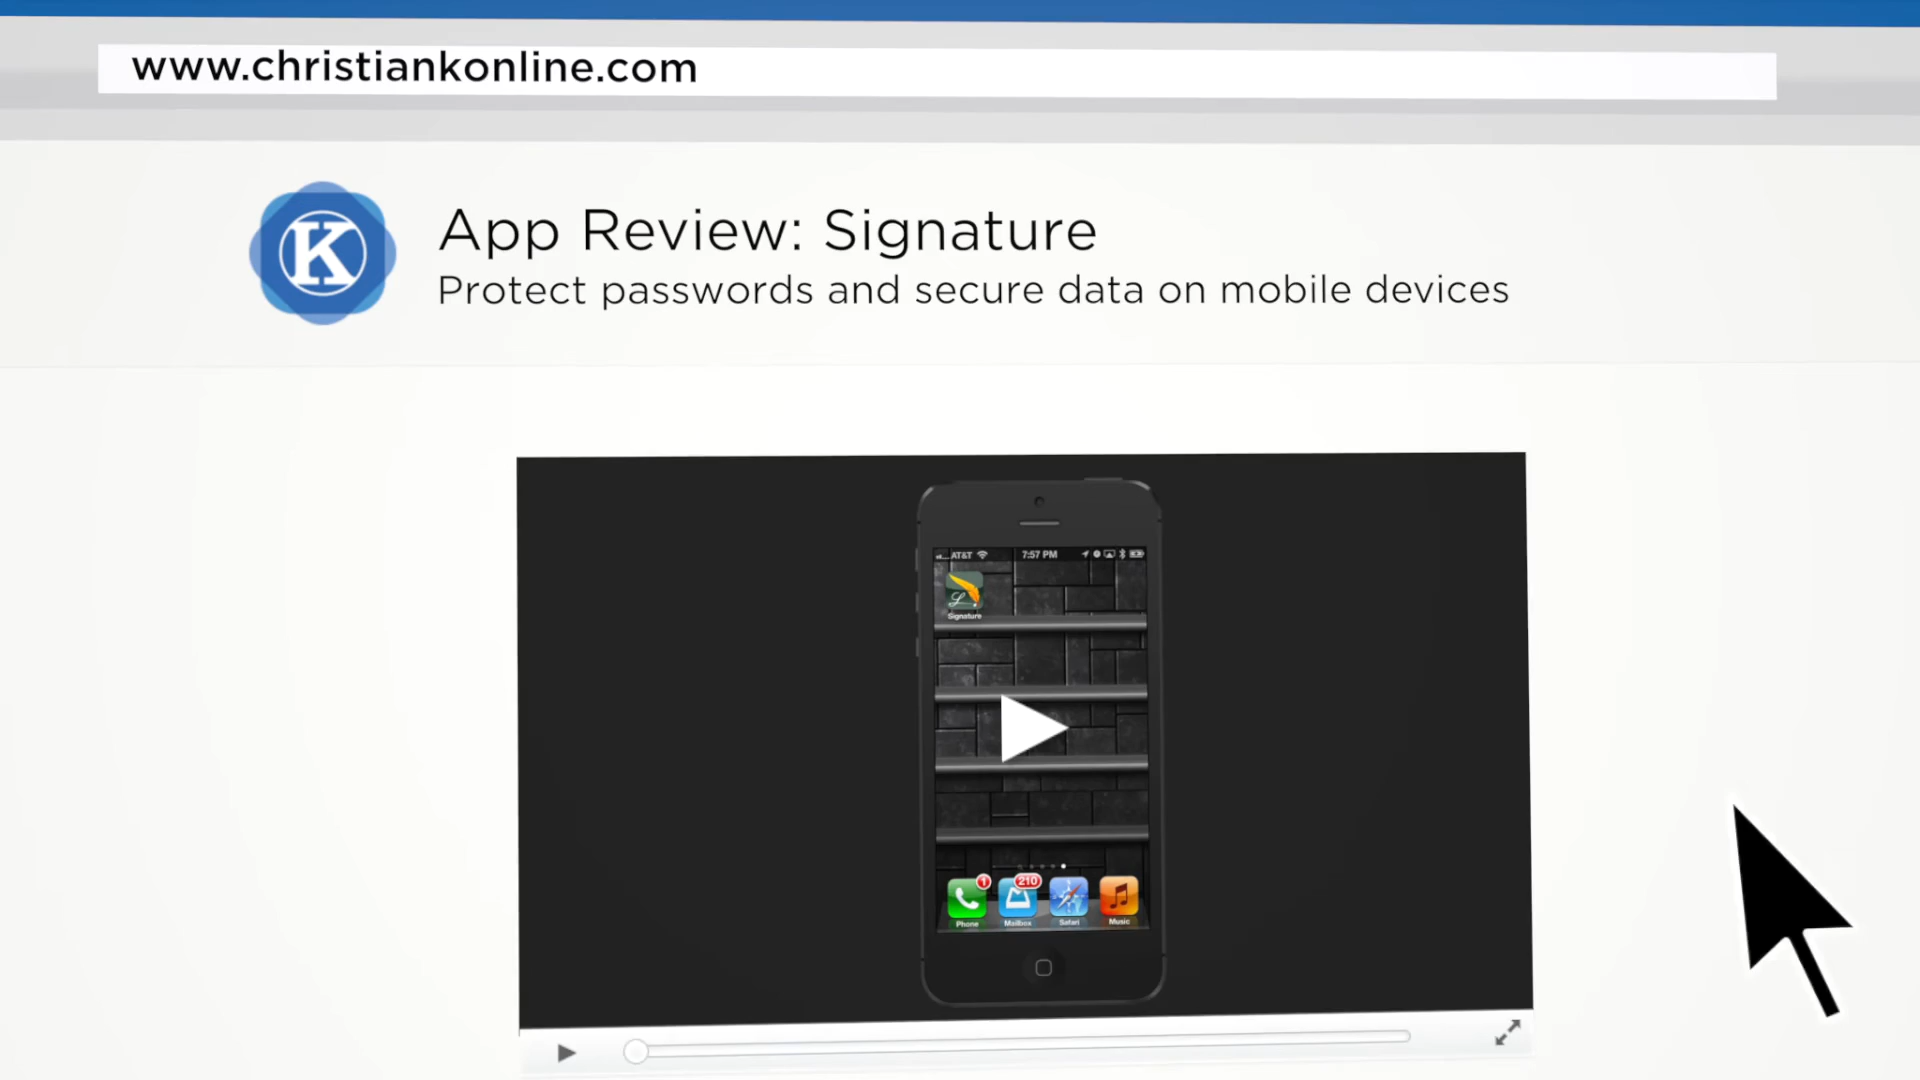 www.christiankonline.com
K
App Review: Signature
Protect passwords and secure data on mobile devices
AT&T 7:57 PM
Signature
1 210
Phone Mailbox Safari Music